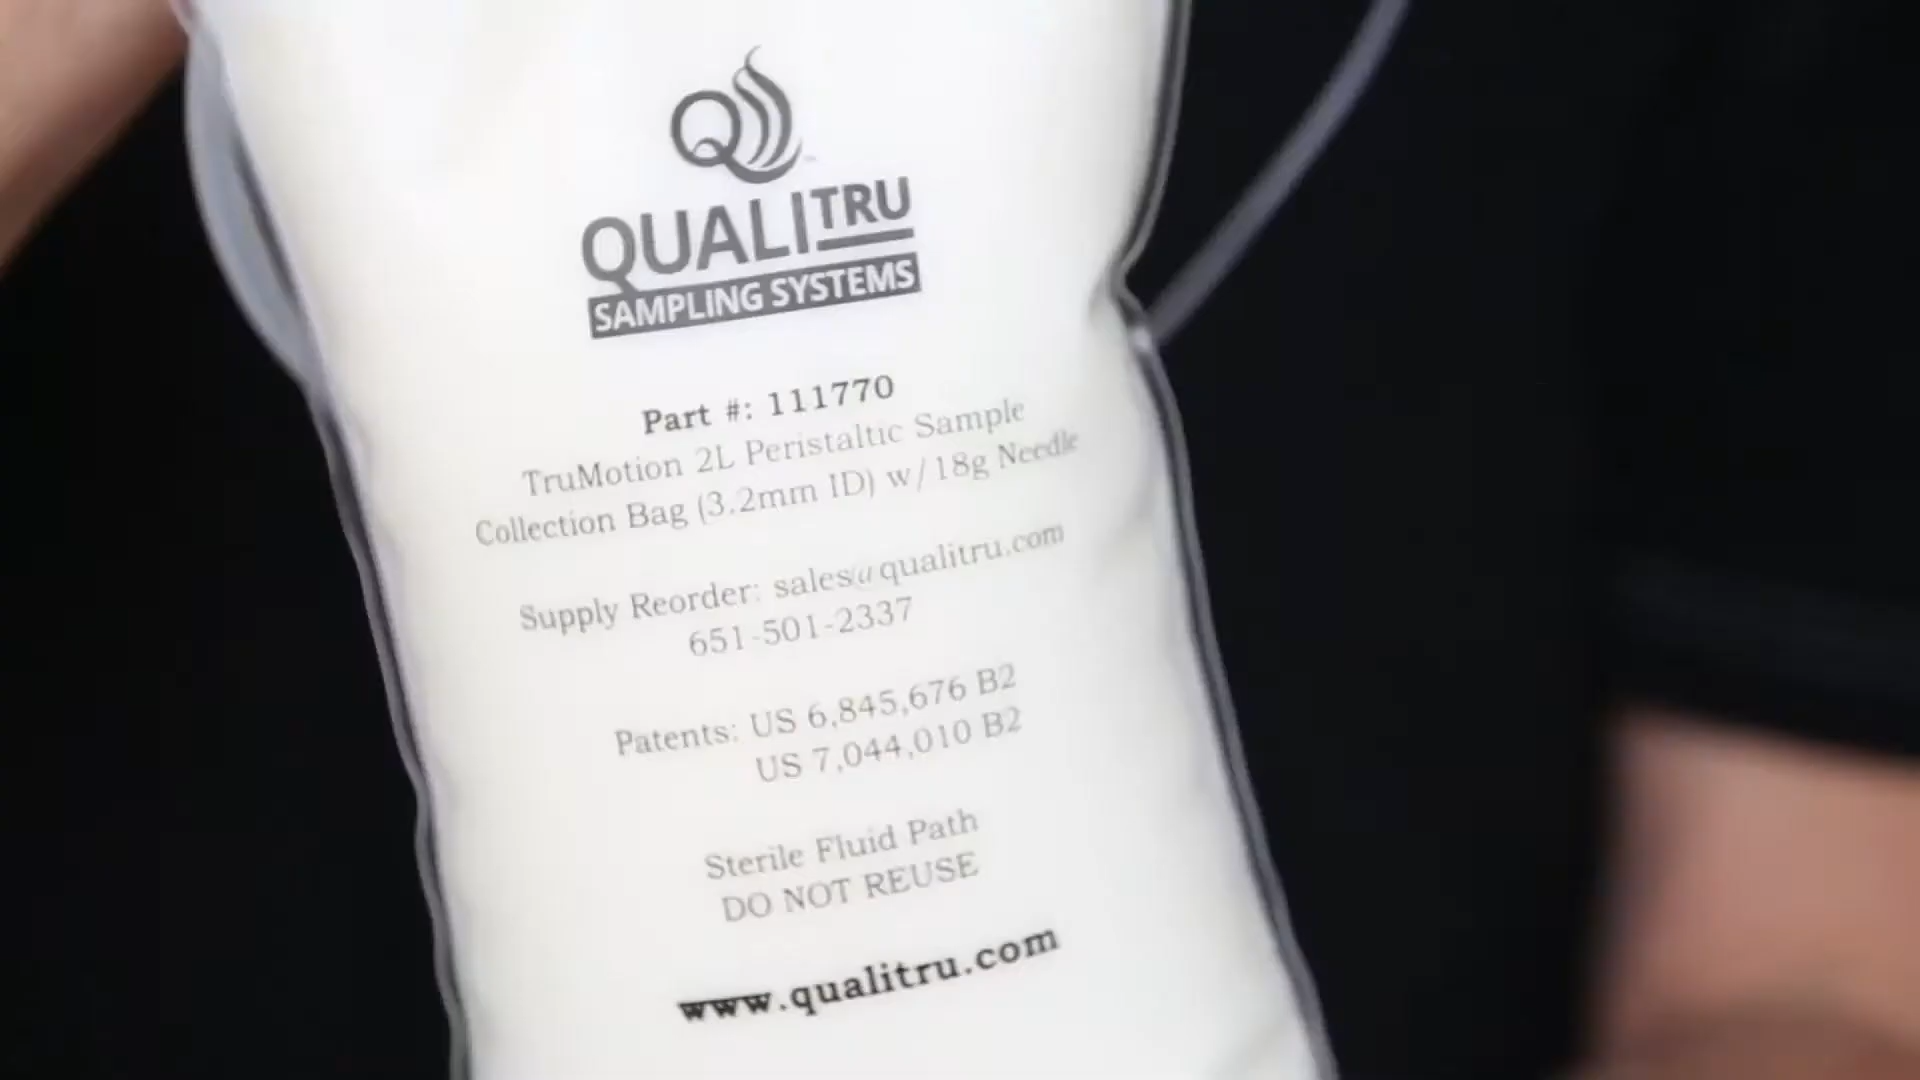 QUALITRU
SAMPLING SYSTEMS
Part #: 111770
TruMotion 2L Peristaltic Sample
Collection Bag (3.2mm ID) w/18g Needle
Supply Reorder: sales@qualitru.com
651-501-2337
Patents: US 6,845,676 B2
US 7,044,010 B2
Sterile Fluid Path
DO NOT REUSE
www.qualitru.com